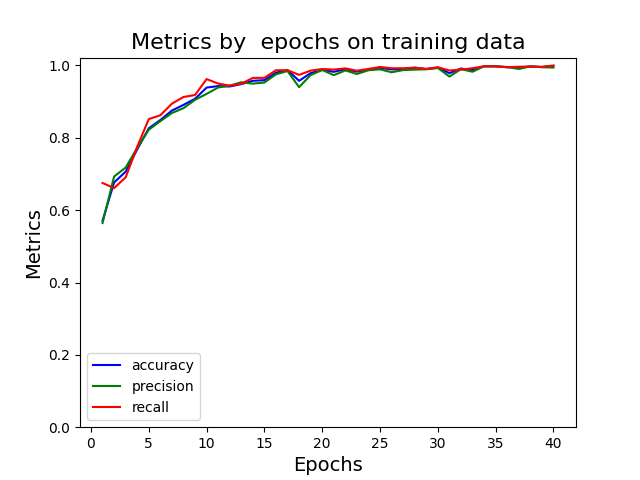 Metrics by  epochs on training data
1.0
0.8
0.6
0.4
0.2
0.0
Metrics
accuracy
precision
recall
0 5 10 15 20 25 30 35 40
Epochs